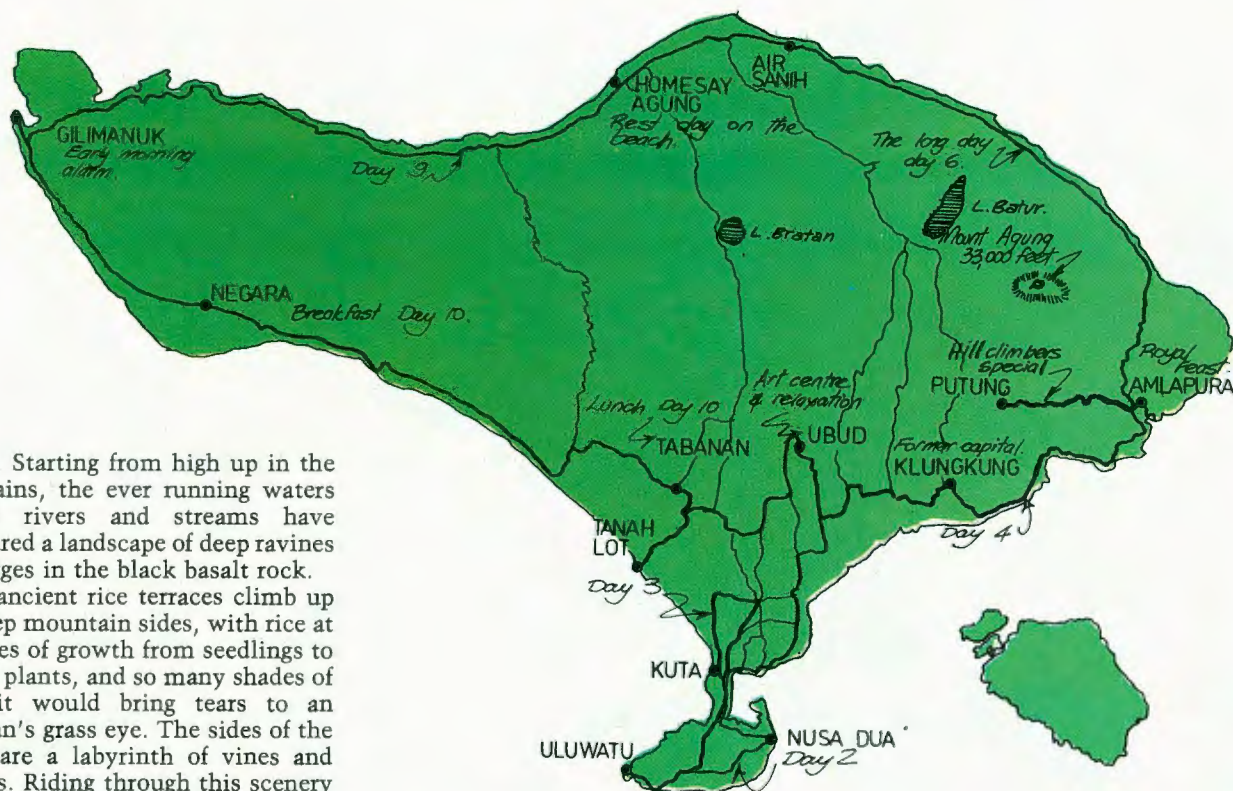 AIR
SANIH
CHOMESAY
AGUNG
Rest day on the
beach.
The long day
day 6.
GILIMANUK
Early morning
alarm.
Day 9
L. Batur.
Mount Agung
33,000 feet
L. Bratan
NEGARA
Breakfast Day 10.
Hill climbers
special
PUTUNG
Royal
Feast.
AMLAPURA
Art centre
& relaxation
UBUD
Lunch Day 10
TABANAN
Former capital.
KLUNGKUNG
Day 4
TANAH
LOT
Day 3
KUTA
ULUWATU
NUSA DUA
Day 2
Starting from high up in the
ains, the ever running waters
rivers and streams have
red a landscape of deep ravines
ges in the black basalt rock.
ancient rice terraces climb up
ep mountain sides, with rice at
es of growth from seedlings to
plants, and so many shades of
it would bring tears to an
an's grass eye. The sides of the
are a labyrinth of vines and
s. Riding through this scenery